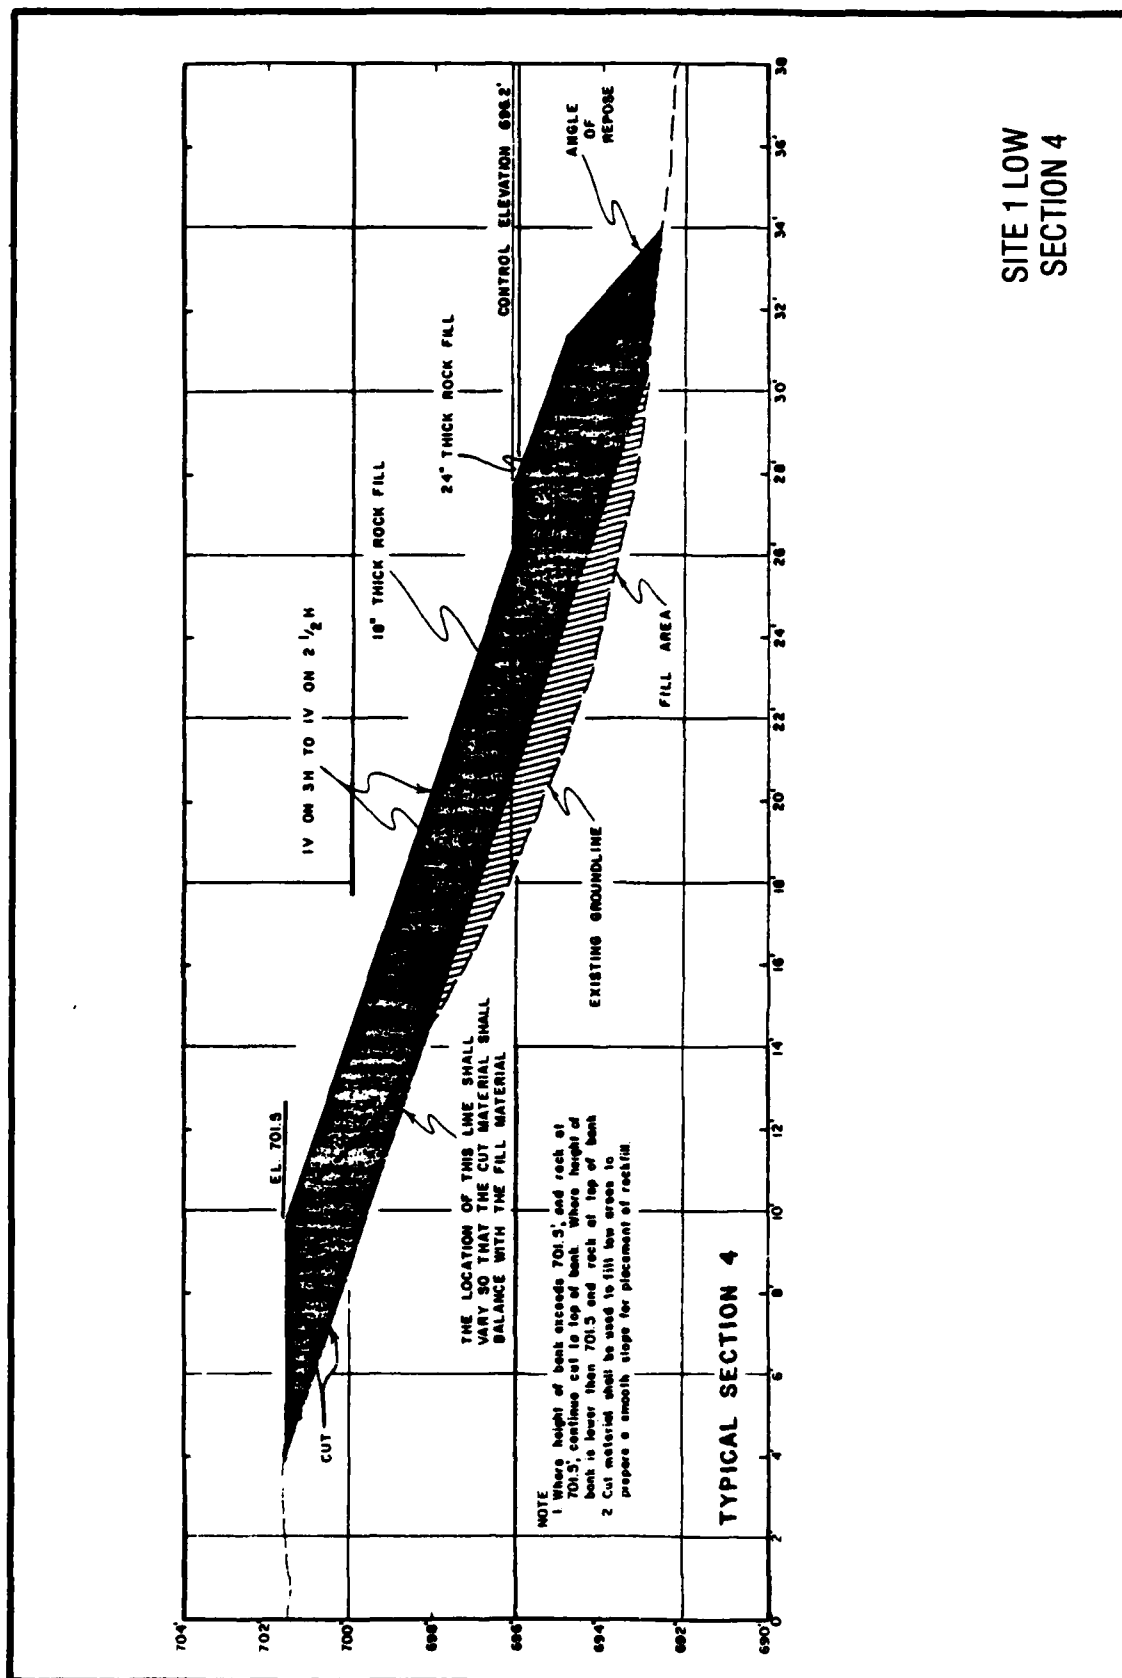 704'
702'
700'
698'
696'
694'
692'
690'
0
2'
4'
6'
8'
10'
12'
14'
16'
18'
20'
22'
24'
26'
28'
30'
32'
34'
36'
38
EL. 701.5
1V ON 3H TO 1V ON 2 1/2 H
18" THICK ROCK FILL
24" THICK ROCK FILL
CONTROL ELEVATION 696.2'
ANGLE
OF
REPOSE
CUT
THE LOCATION OF THIS LINE SHALL
VARY SO THAT THE CUT MATERIAL SHALL
BALANCE WITH THE FILL MATERIAL
EXISTING GROUNDLINE
FILL AREA
NOTE
1 Where height of bank exceeds 701.5', and rock at
701.5', continue cut to top of bank. Where height of
bank is lower than 701.5 and rock at top of bank
2 Cut material shall be used to fill low areas to
prepare a smooth slope for placement of rockfill.
TYPICAL SECTION 4
SITE 1 LOW
SECTION 4